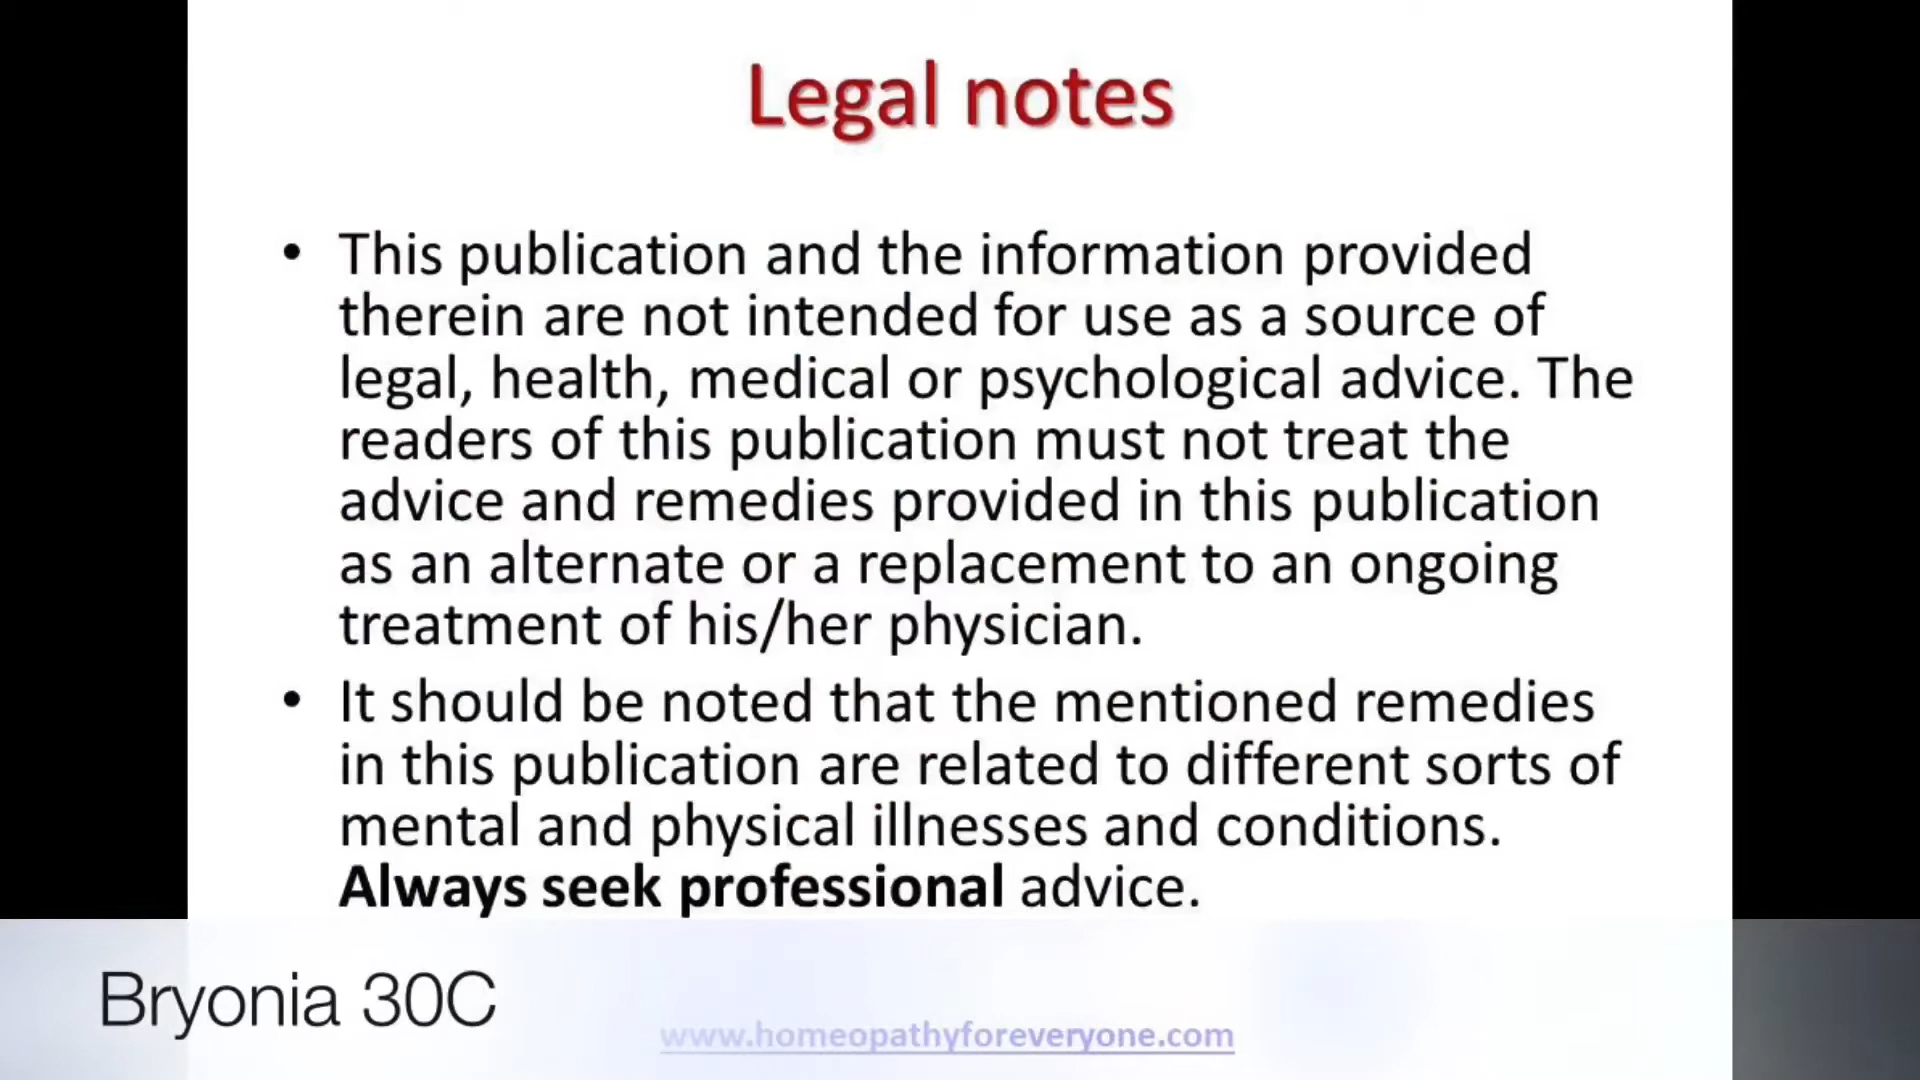 Legal notes
• This publication and the information provided
therein are not intended for use as a source of
legal, health, medical or psychological advice. The
readers of this publication must not treat the
advice and remedies provided in this publication
as an alternate or a replacement to an ongoing
treatment of his/her physician.
• It should be noted that the mentioned remedies
in this publication are related to different sorts of
mental and physical illnesses and conditions.
Always seek professional advice.
Bryonia 30C
www.homeopathyforeveryone.com